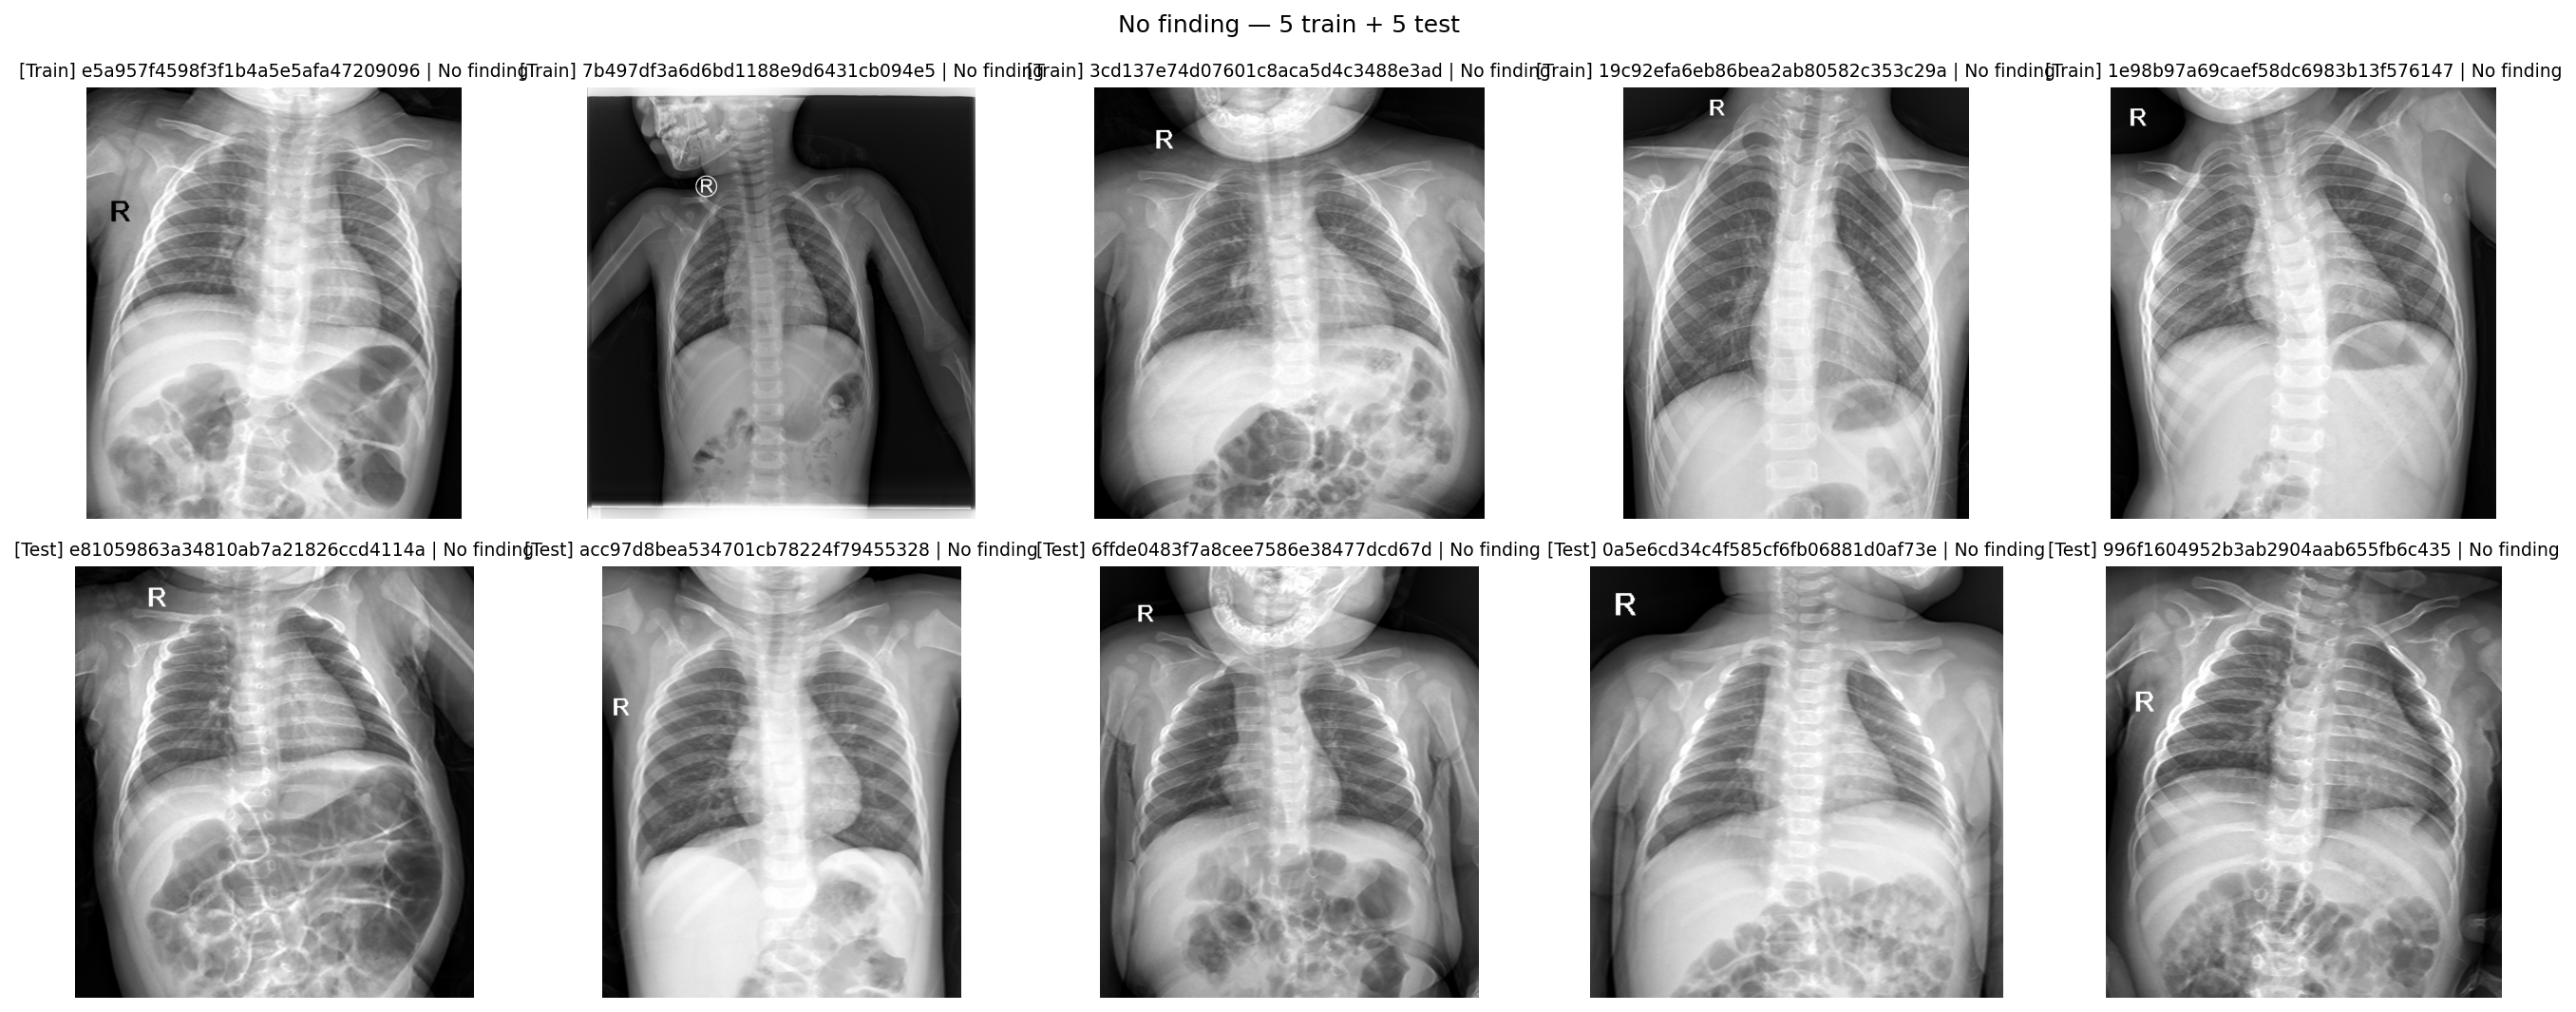 No finding — 5 train + 5 test
[Train] e5a957f4598f3f1b4a5e5afa47209096 | No finding
[Train] 7b497df3a6d6bd1188e9d6431cb094e5 | No finding
[Train] 3cd137e74d07601c8aca5d4c3488e3ad | No finding
[Train] 19c92efa6eb86bea2ab80582c353c29a | No finding
[Train] 1e98b97a69caef58dc6983b13f576147 | No finding
R
R
R
R
R
[Test] e81059863a34810ab7a21826ccd4114a | No finding
[Test] acc97d8bea534701cb78224f79455328 | No finding
[Test] 6ffde0483f7a8cee7586e38477dcd67d | No finding
[Test] 0a5e6cd34c4f585cf6fb06881d0af73e | No finding
[Test] 996f1604952b3ab2904aab655fb6c435 | No finding
R
R
R
R
R